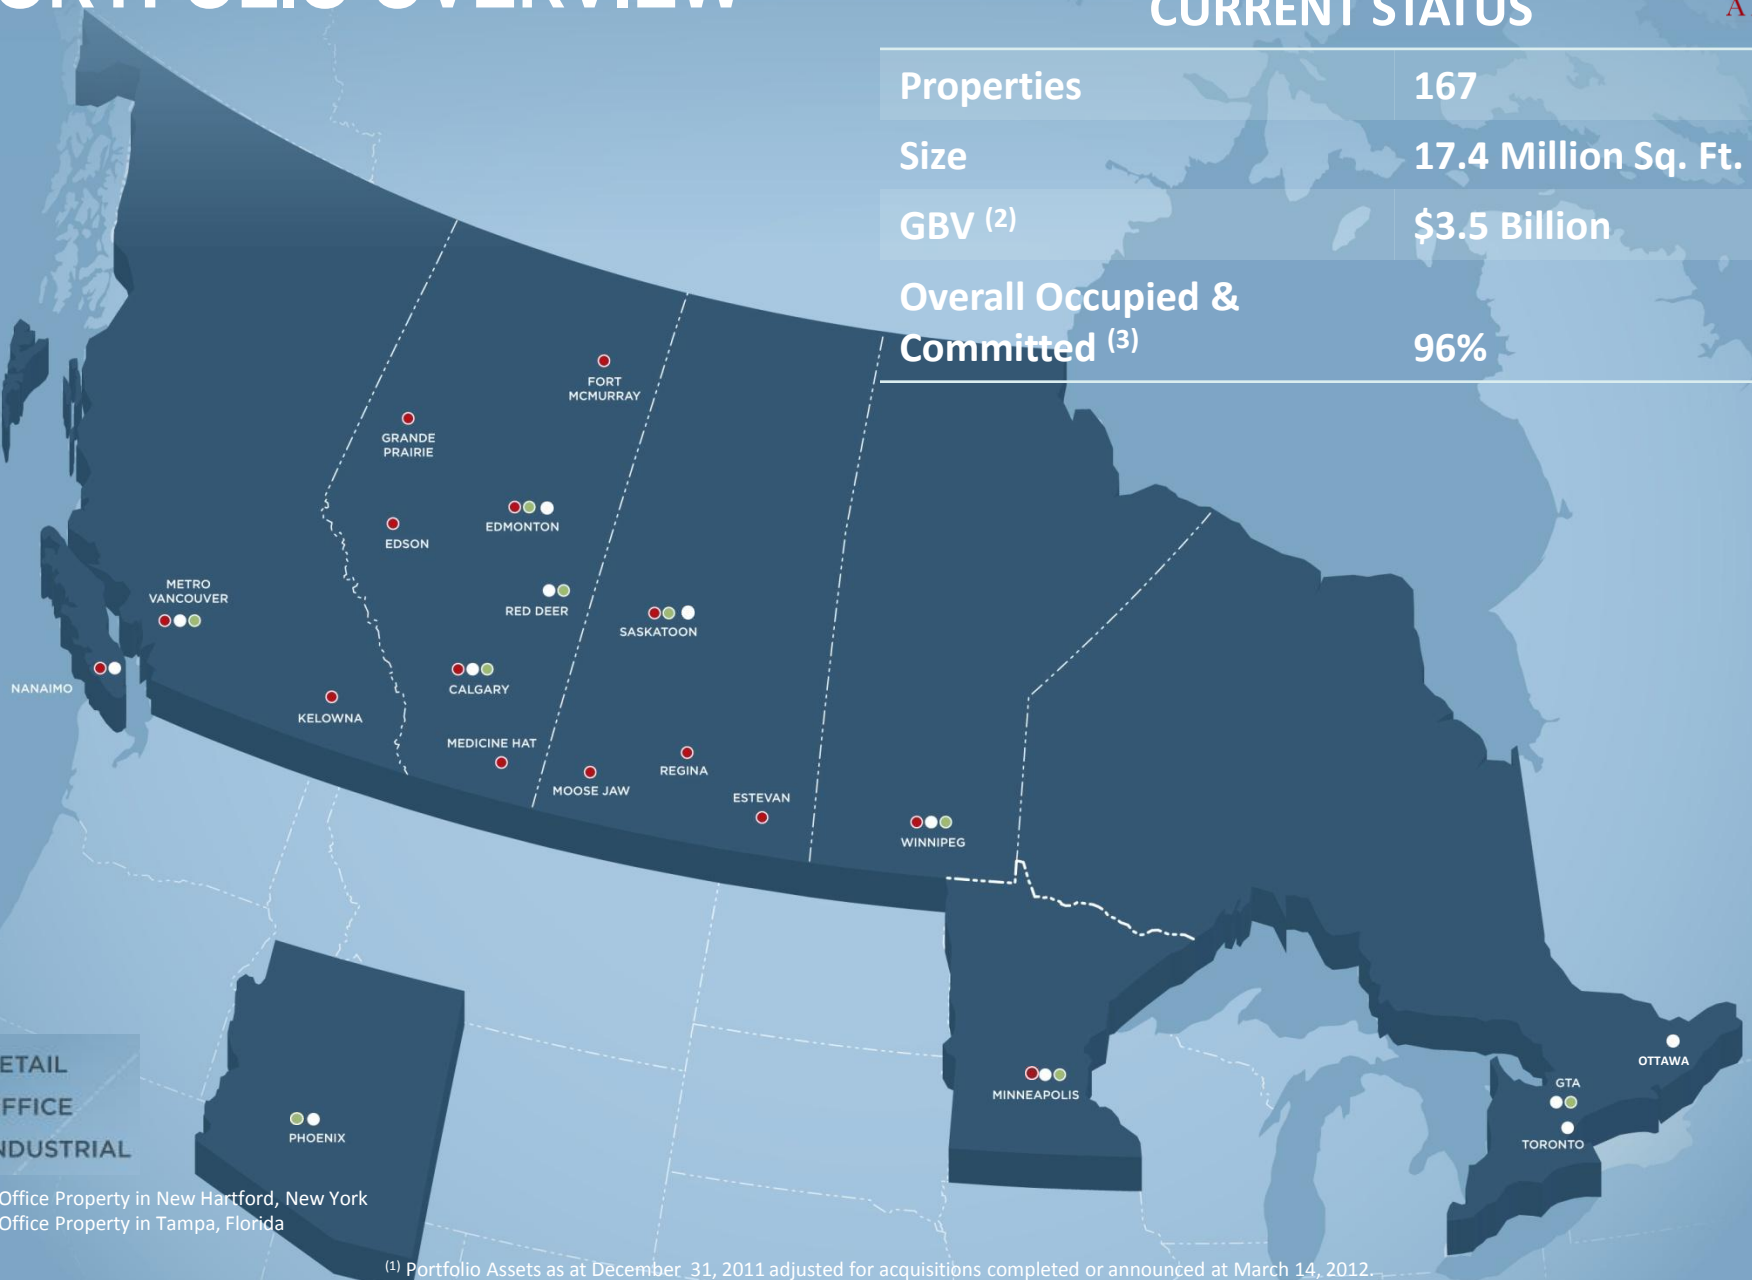 ORTFOLIO OVERVIEW
CURRENT STATUS
A
Properties 167
Size 17.4 Million Sq. Ft.
GBV (2) $3.5 Billion
Overall Occupied &
Committed (3) 96%
FORT
MCMURRAY
GRANDE
PRAIRIE
EDMONTON
EDSON
METRO
VANCOUVER
RED DEER
SASKATOON
NANAIMO
CALGARY
KELOWNA
MEDICINE HAT
REGINA
MOOSE JAW
ESTEVAN
WINNIPEG
OTTAWA
GTA
MINNEAPOLIS
PHOENIX
TORONTO
ETAIL
FFICE
NDUSTRIAL
Office Property in New Hartford, New York
Office Property in Tampa, Florida
(1) Portfolio Assets as at December 31, 2011 adjusted for acquisitions completed or announced at March 14, 2012.